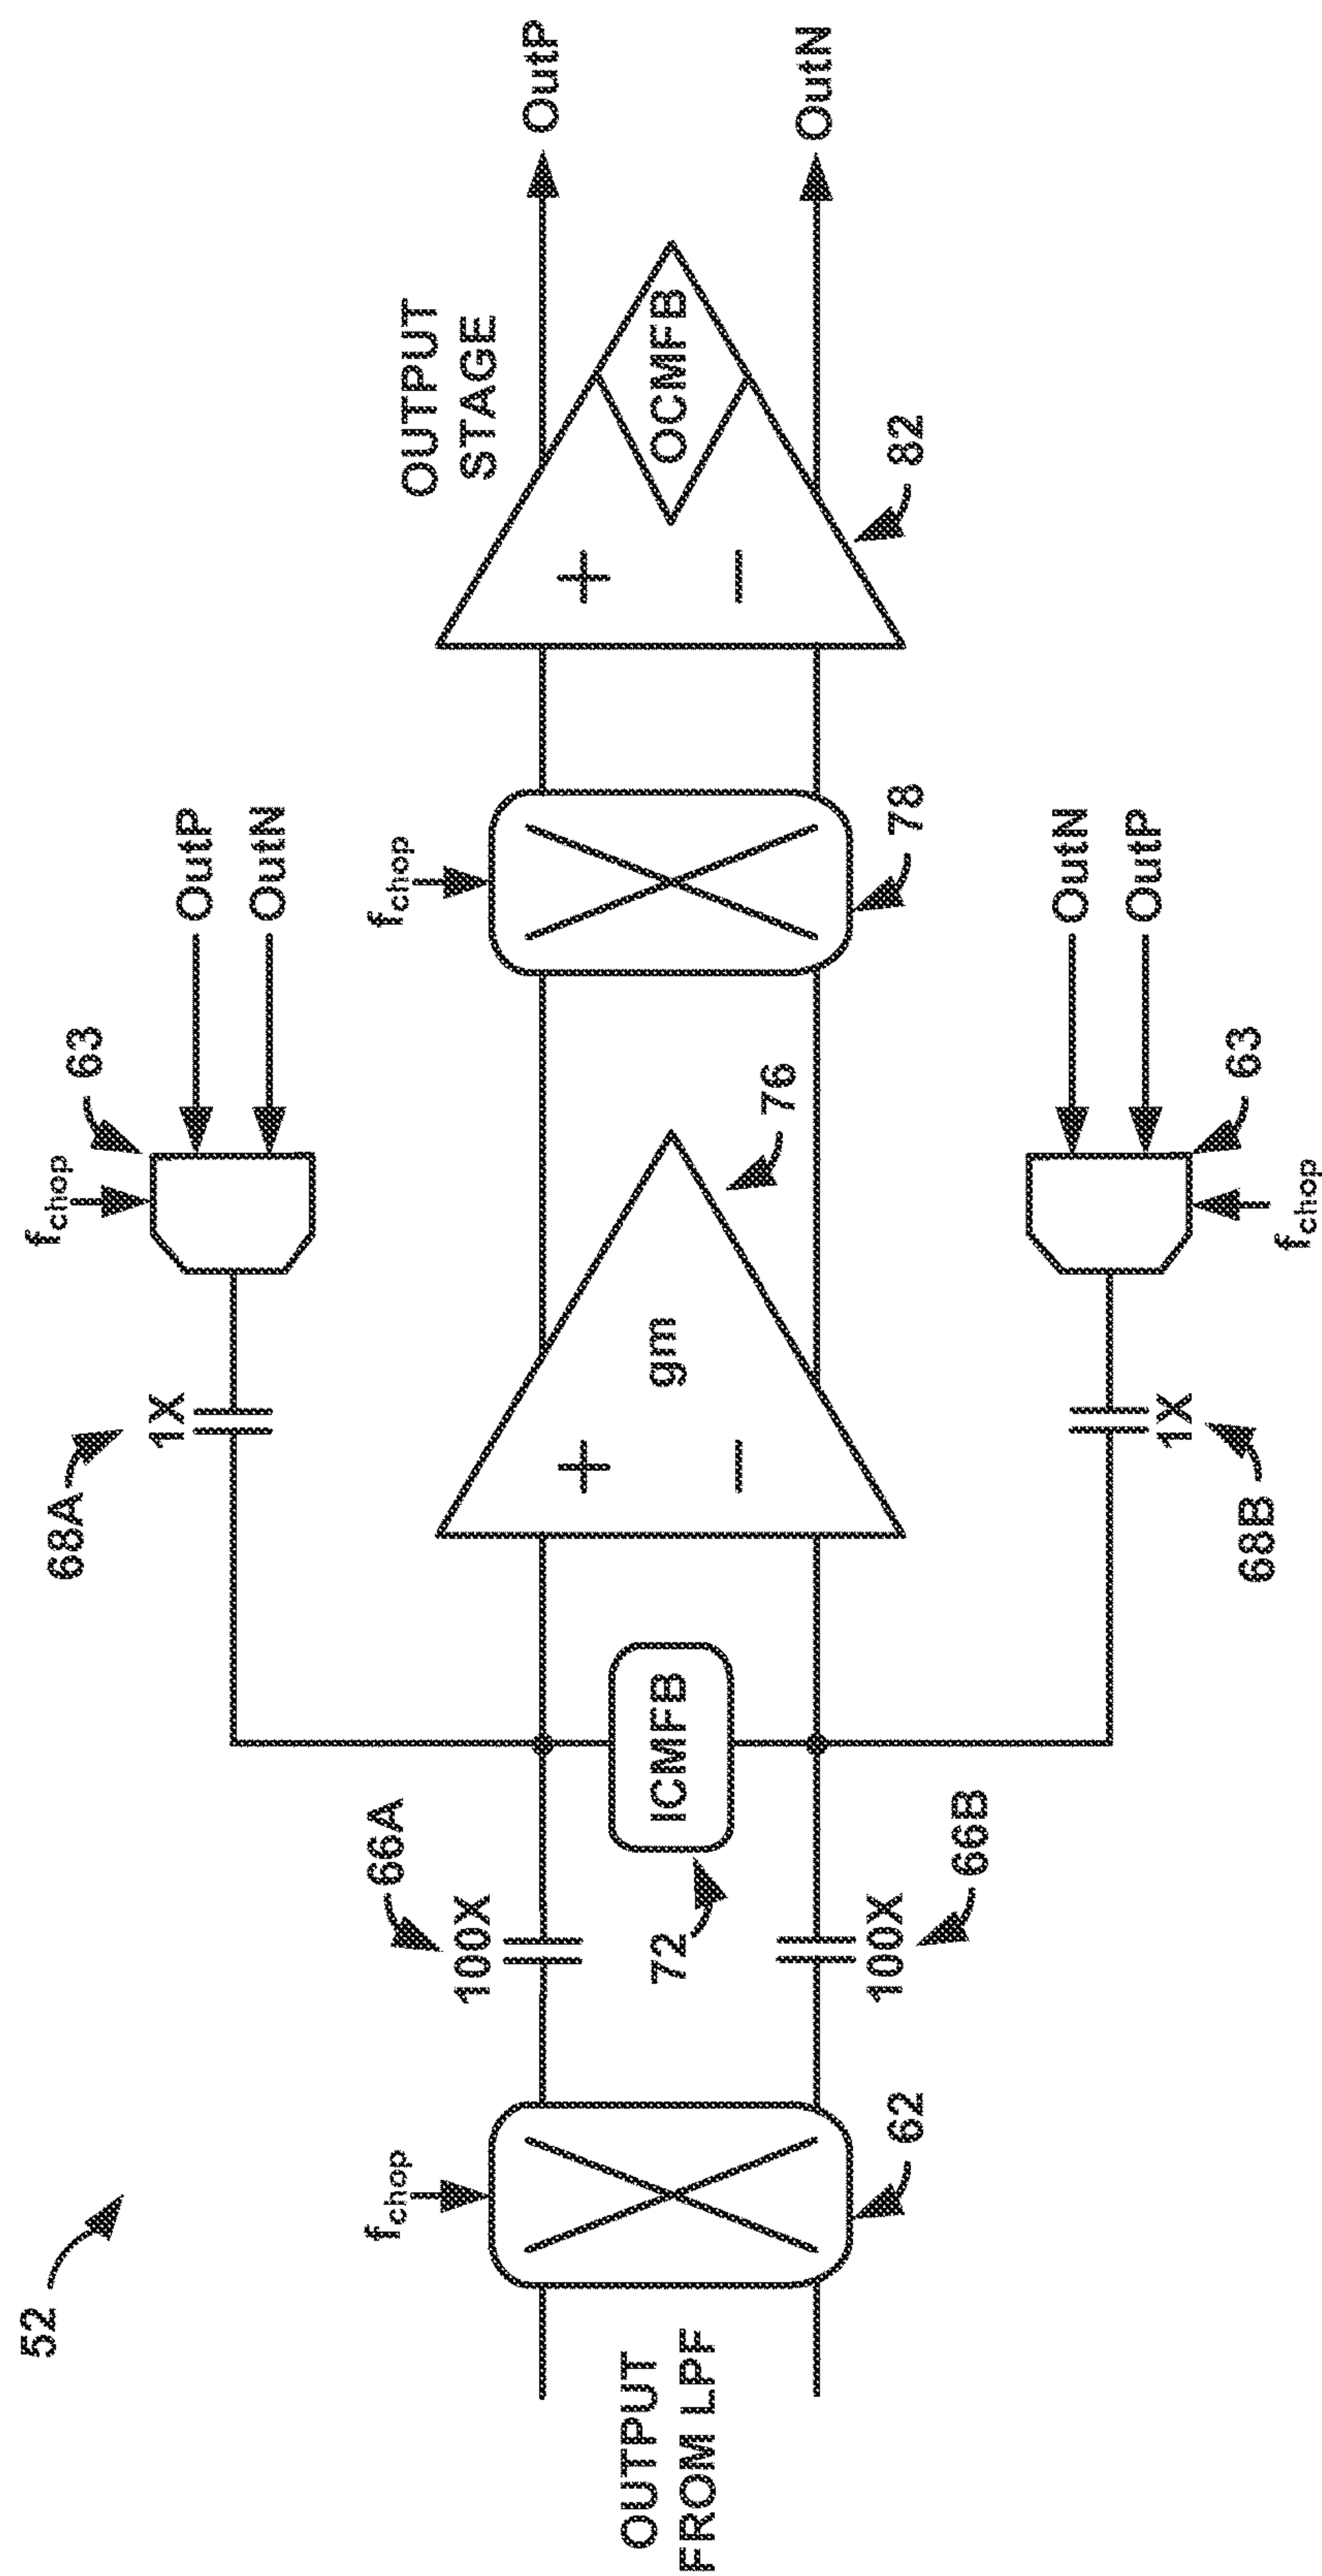 52
OUTPUT
FROM LPF
fchop
62
100X
66A
100X
66B
ICMFB
72
68A
1X
fchop
63
OutP
OutN
+
gm
−
76
68B
1X
fchop
63
OutN
OutP
fchop
78
OUTPUT
STAGE
+
−
OCMFB
82
OutP
OutN